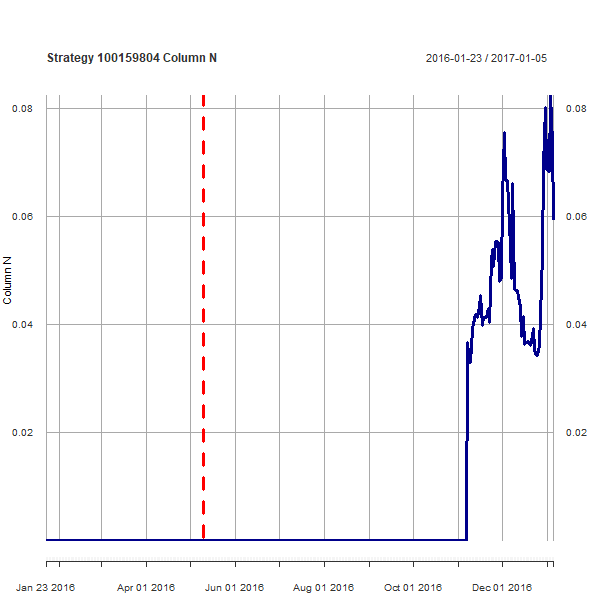 Strategy 100159804 Column N
2016-01-23 / 2017-01-05
0.08
0.08
0.06
0.06
Column N
0.04
0.04
0.02
0.02
Jan 23 2016
Apr 01 2016
Jun 01 2016
Aug 01 2016
Oct 01 2016
Dec 01 2016